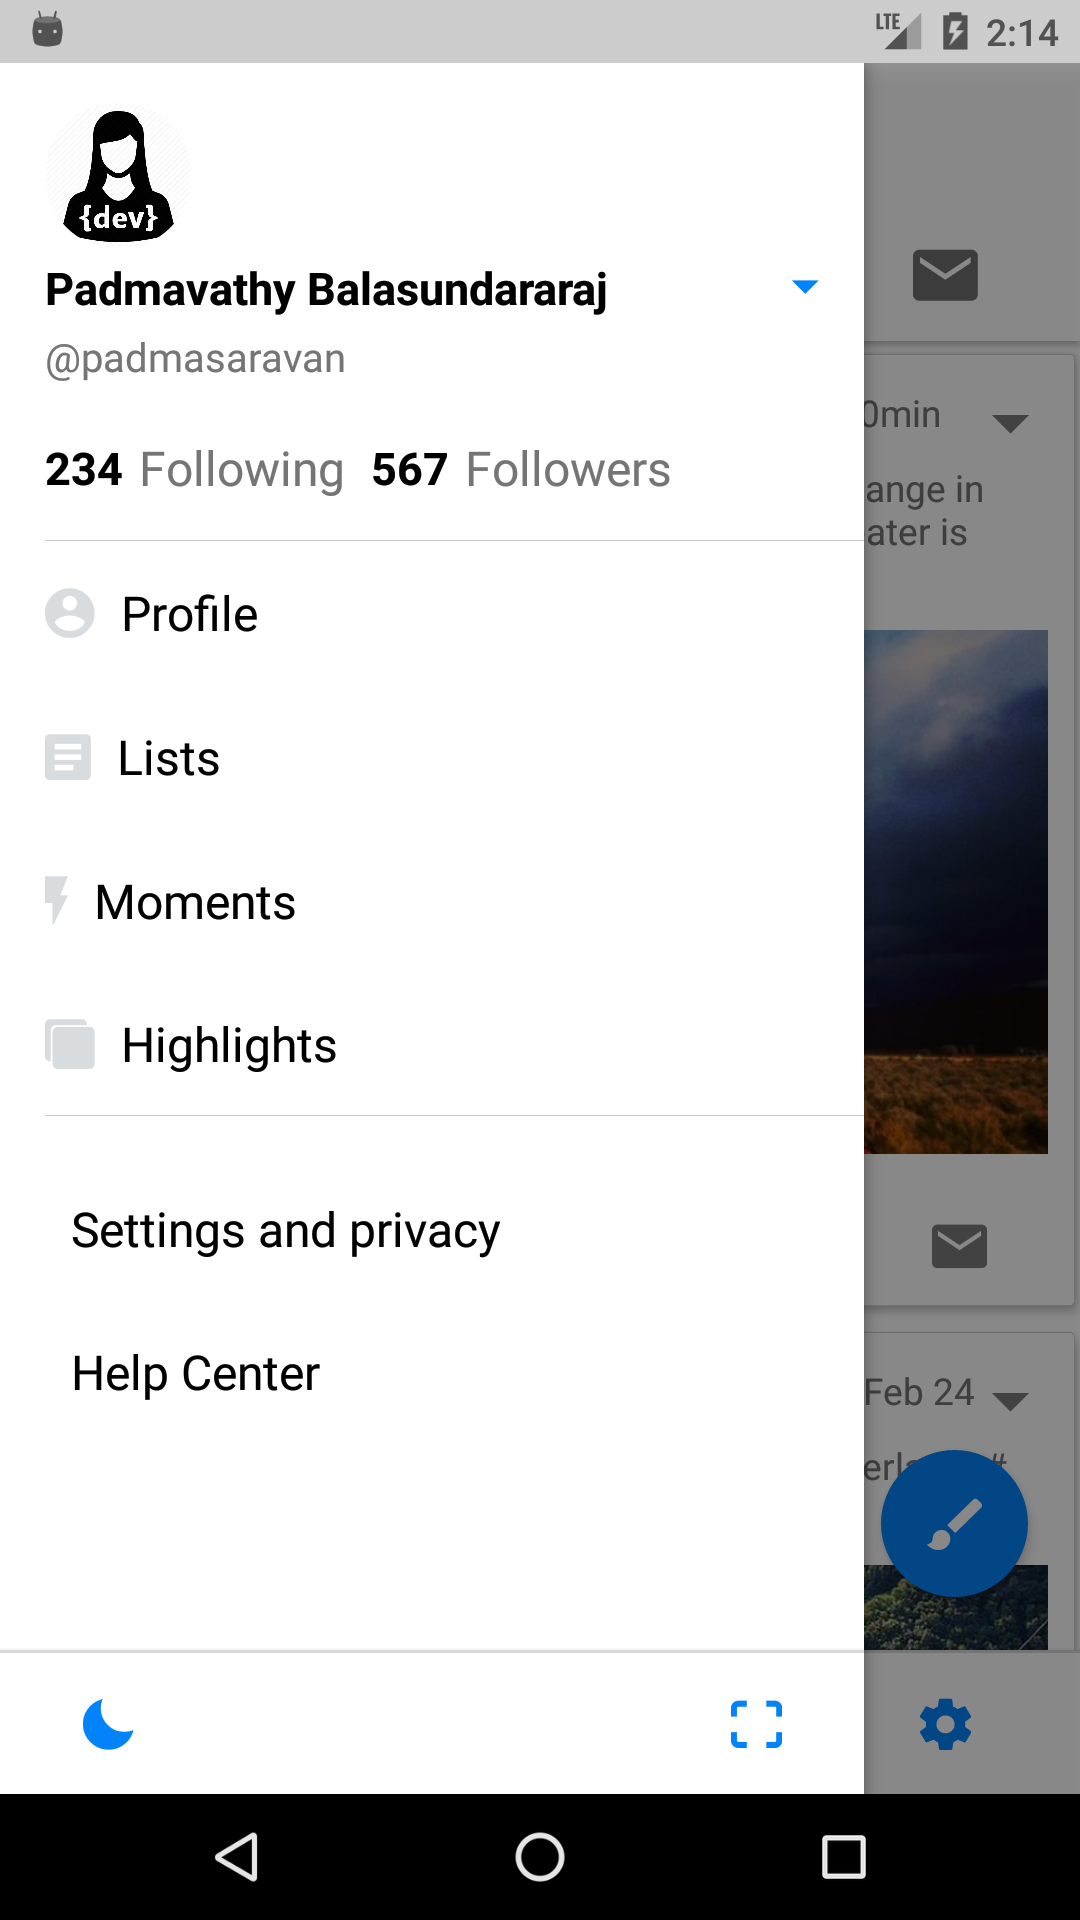 LTE 2:14
{dev}
Padmavathy Balasundararaj
@padmasaravan
234 Following 567 Followers
0min
ange in
ater is
Profile
Lists
Moments
Highlights
Settings and privacy
Help Center
Feb 24
#